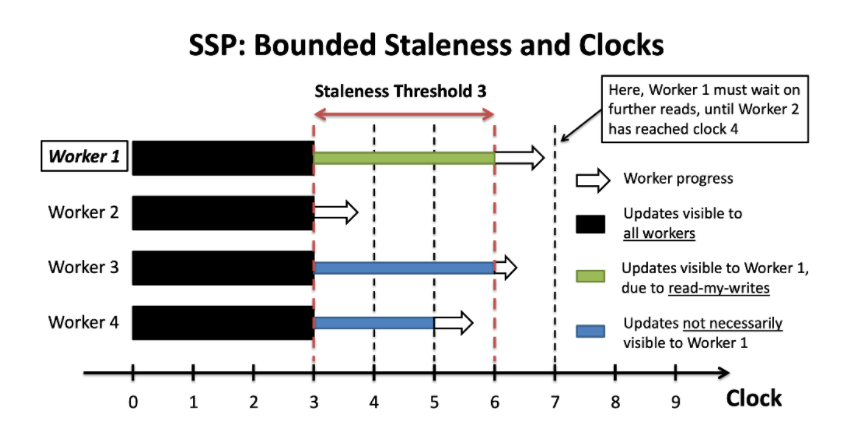 SSP: Bounded Staleness and Clocks
Staleness Threshold 3
Here, Worker 1 must wait on
further reads, until Worker 2
has reached clock 4
Worker 1
Worker 2
Worker 3
Worker 4
Worker progress
Updates visible to
all workers
Updates visible to Worker 1,
due to read-my-writes
Updates not necessarily
visible to Worker 1
0 1 2 3 4 5 6 7 8 9 Clock